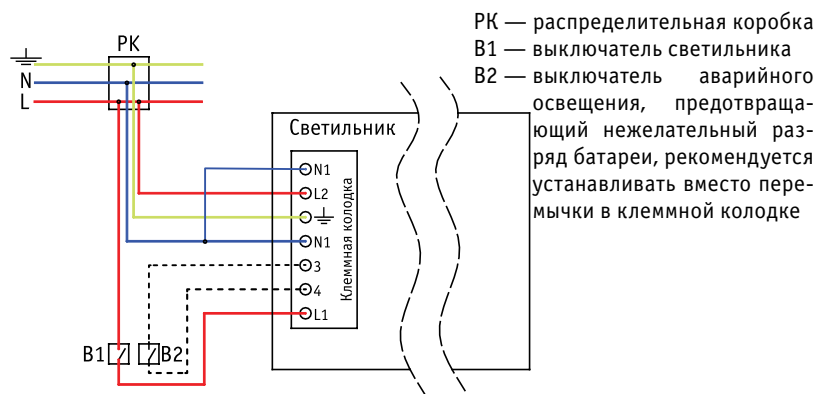 РК
N
L
Светильник
N1
L2
N1
3
4
L1
Клеммная колодка
В1
В2
РК — распределительная коробка
В1 — выключатель светильника
В2 — выключатель аварийного
освещения, предотвраща-
ющий нежелательный раз-
ряд батареи, рекомендуется
устанавливать вместо пере-
мычки в клеммной колодке